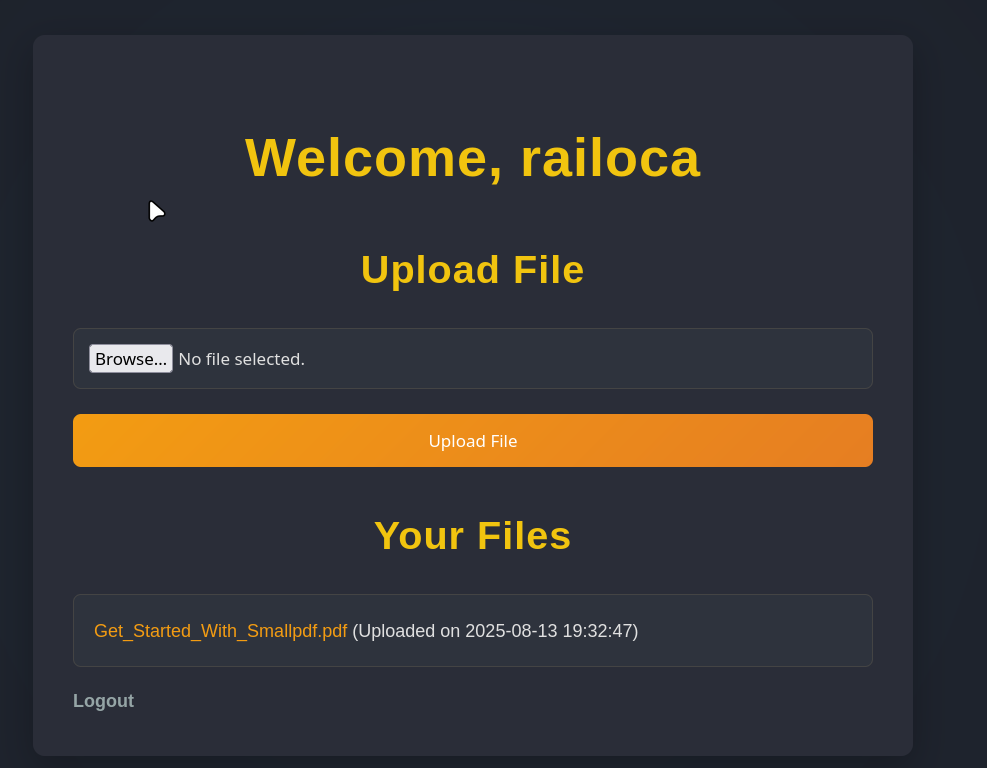 Welcome, railoca
Upload File
Browse... No file selected.
Upload File
Your Files
Get_Started_With_Smallpdf.pdf (Uploaded on 2025-08-13 19:32:47)
Logout